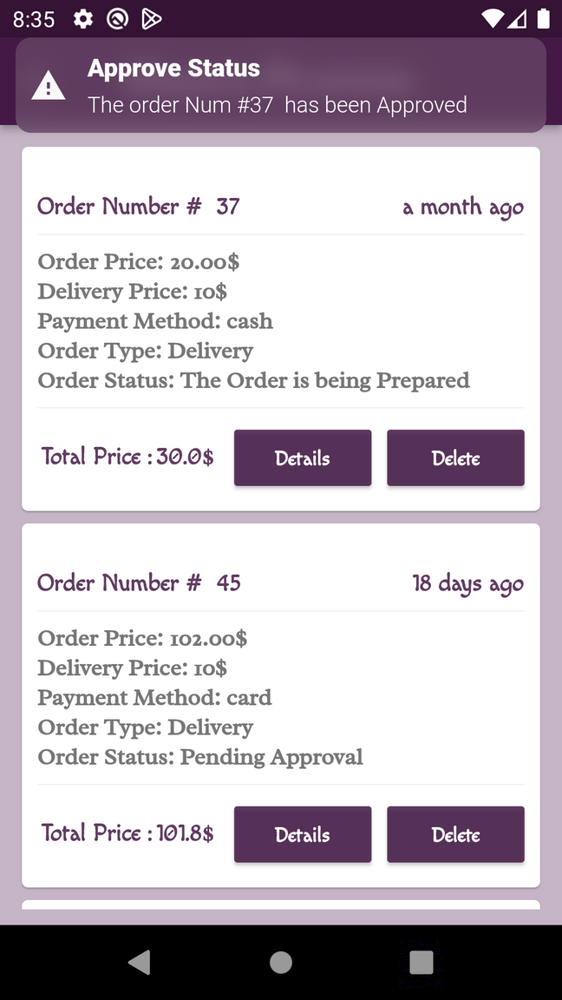 8:35
Approve Status
The order Num #37 has been Approved
Order Number # 37 a month ago
Order Price: 20.00$
Delivery Price: 10$
Payment Method: cash
Order Type: Delivery
Order Status: The Order is being Prepared
Total Price : 30.0$ Details Delete
Order Number # 45 18 days ago
Order Price: 102.00$
Delivery Price: 10$
Payment Method: card
Order Type: Delivery
Order Status: Pending Approval
Total Price : 101.8$ Details Delete